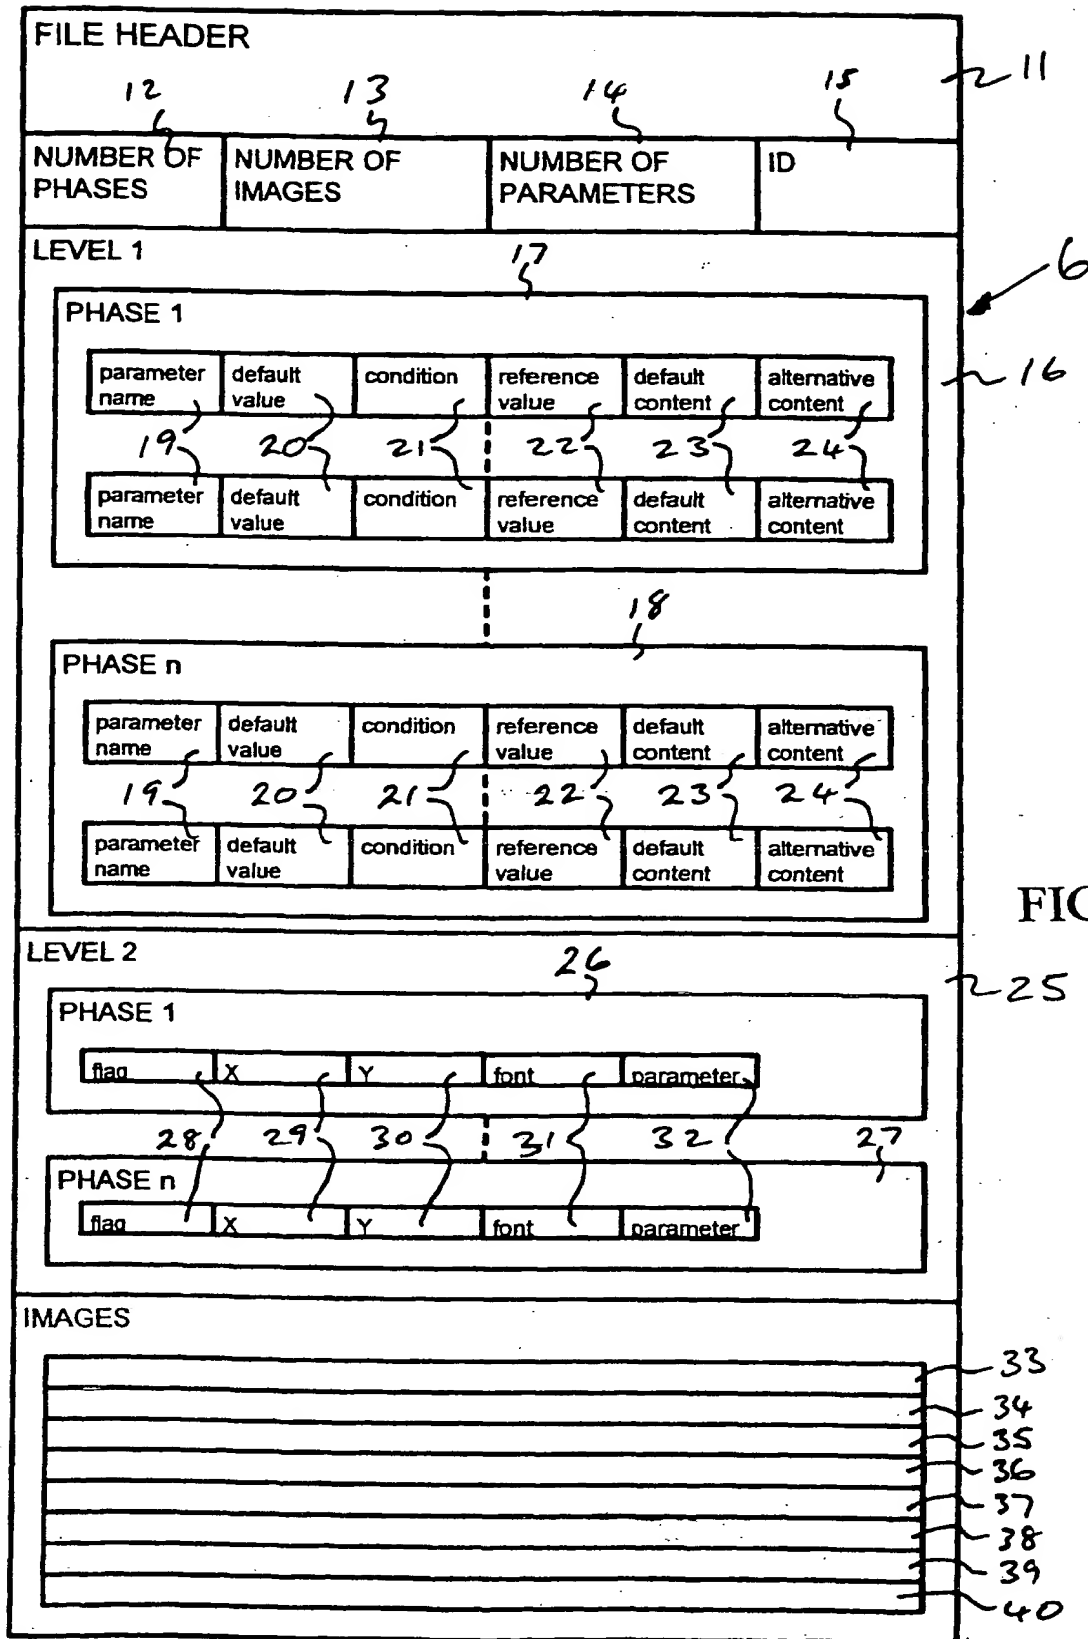 FILE HEADER
11
12 13 14 15
NUMBER OF PHASES NUMBER OF IMAGES NUMBER OF PARAMETERS ID
LEVEL 1
17
6
PHASE 1
16
parameter name default value condition reference value default content alternative content
19 20 21 22 23 24
parameter name default value condition reference value default content alternative content
18
PHASE n
parameter name default value condition reference value default content alternative content
19 20 21 22 23 24
parameter name default value condition reference value default content alternative content
FIG
LEVEL 2
26
25
PHASE 1
flag X Y font parameter
28 29 30 31 32 27
PHASE n
flag X Y font parameter
IMAGES
33
34
35
36
37
38
39
40